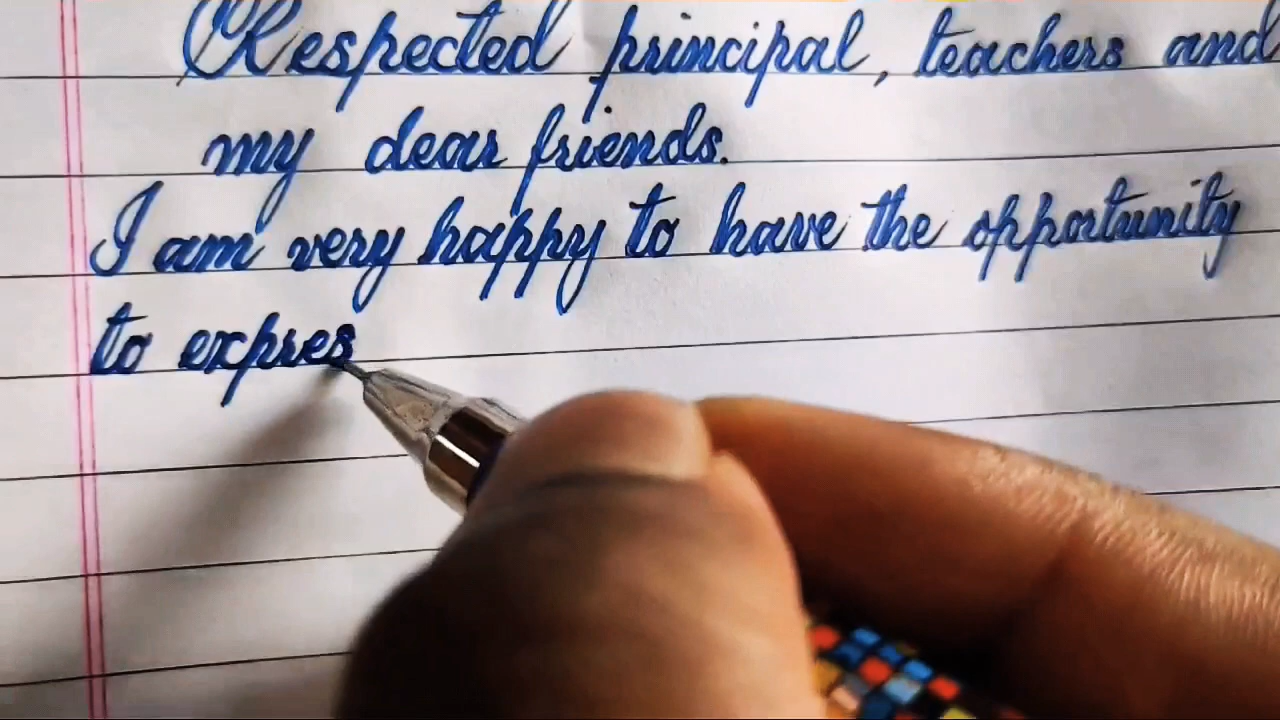 Respected principal, teachers and
my dear friends.
I am very happy to have the opportunity
to expres